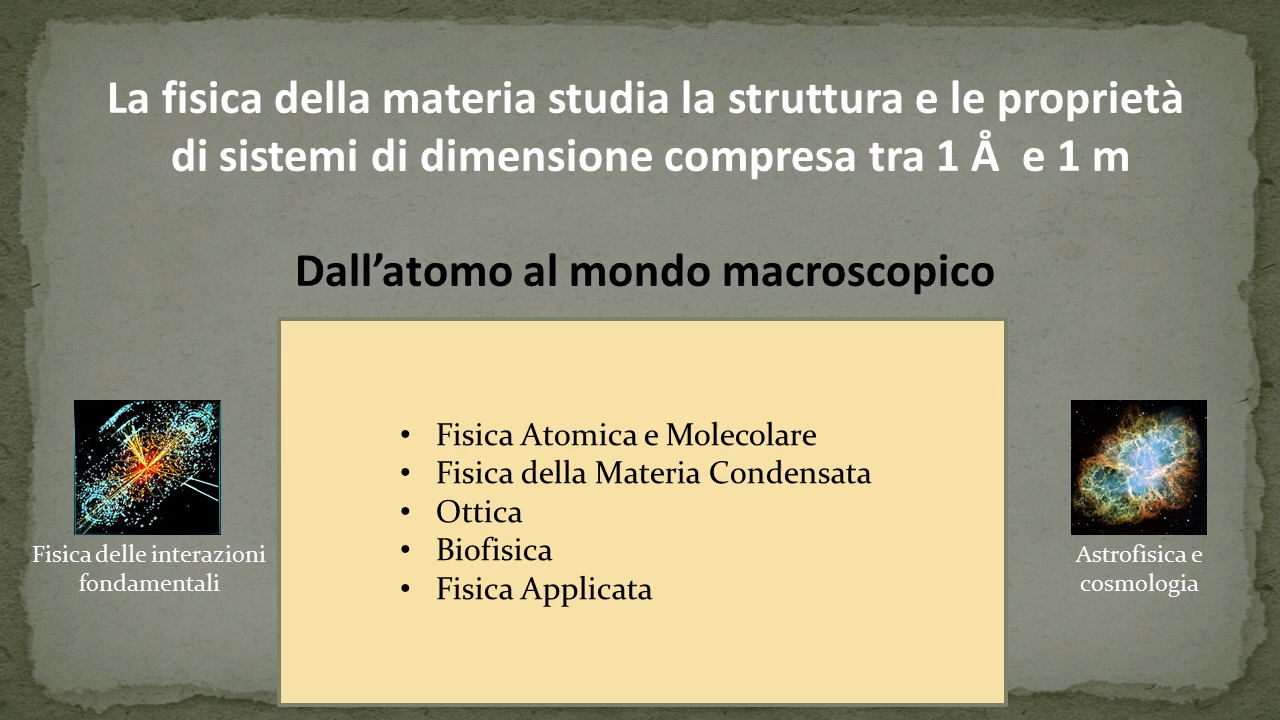 La fisica della materia studia la struttura e le proprietà
di sistemi di dimensione compresa tra 1 Å e 1 m
Dall’atomo al mondo macroscopico
• Fisica Atomica e Molecolare
• Fisica della Materia Condensata
• Ottica
• Biofisica
• Fisica Applicata
Fisica delle interazioni
fondamentali
Astrofisica e
cosmologia